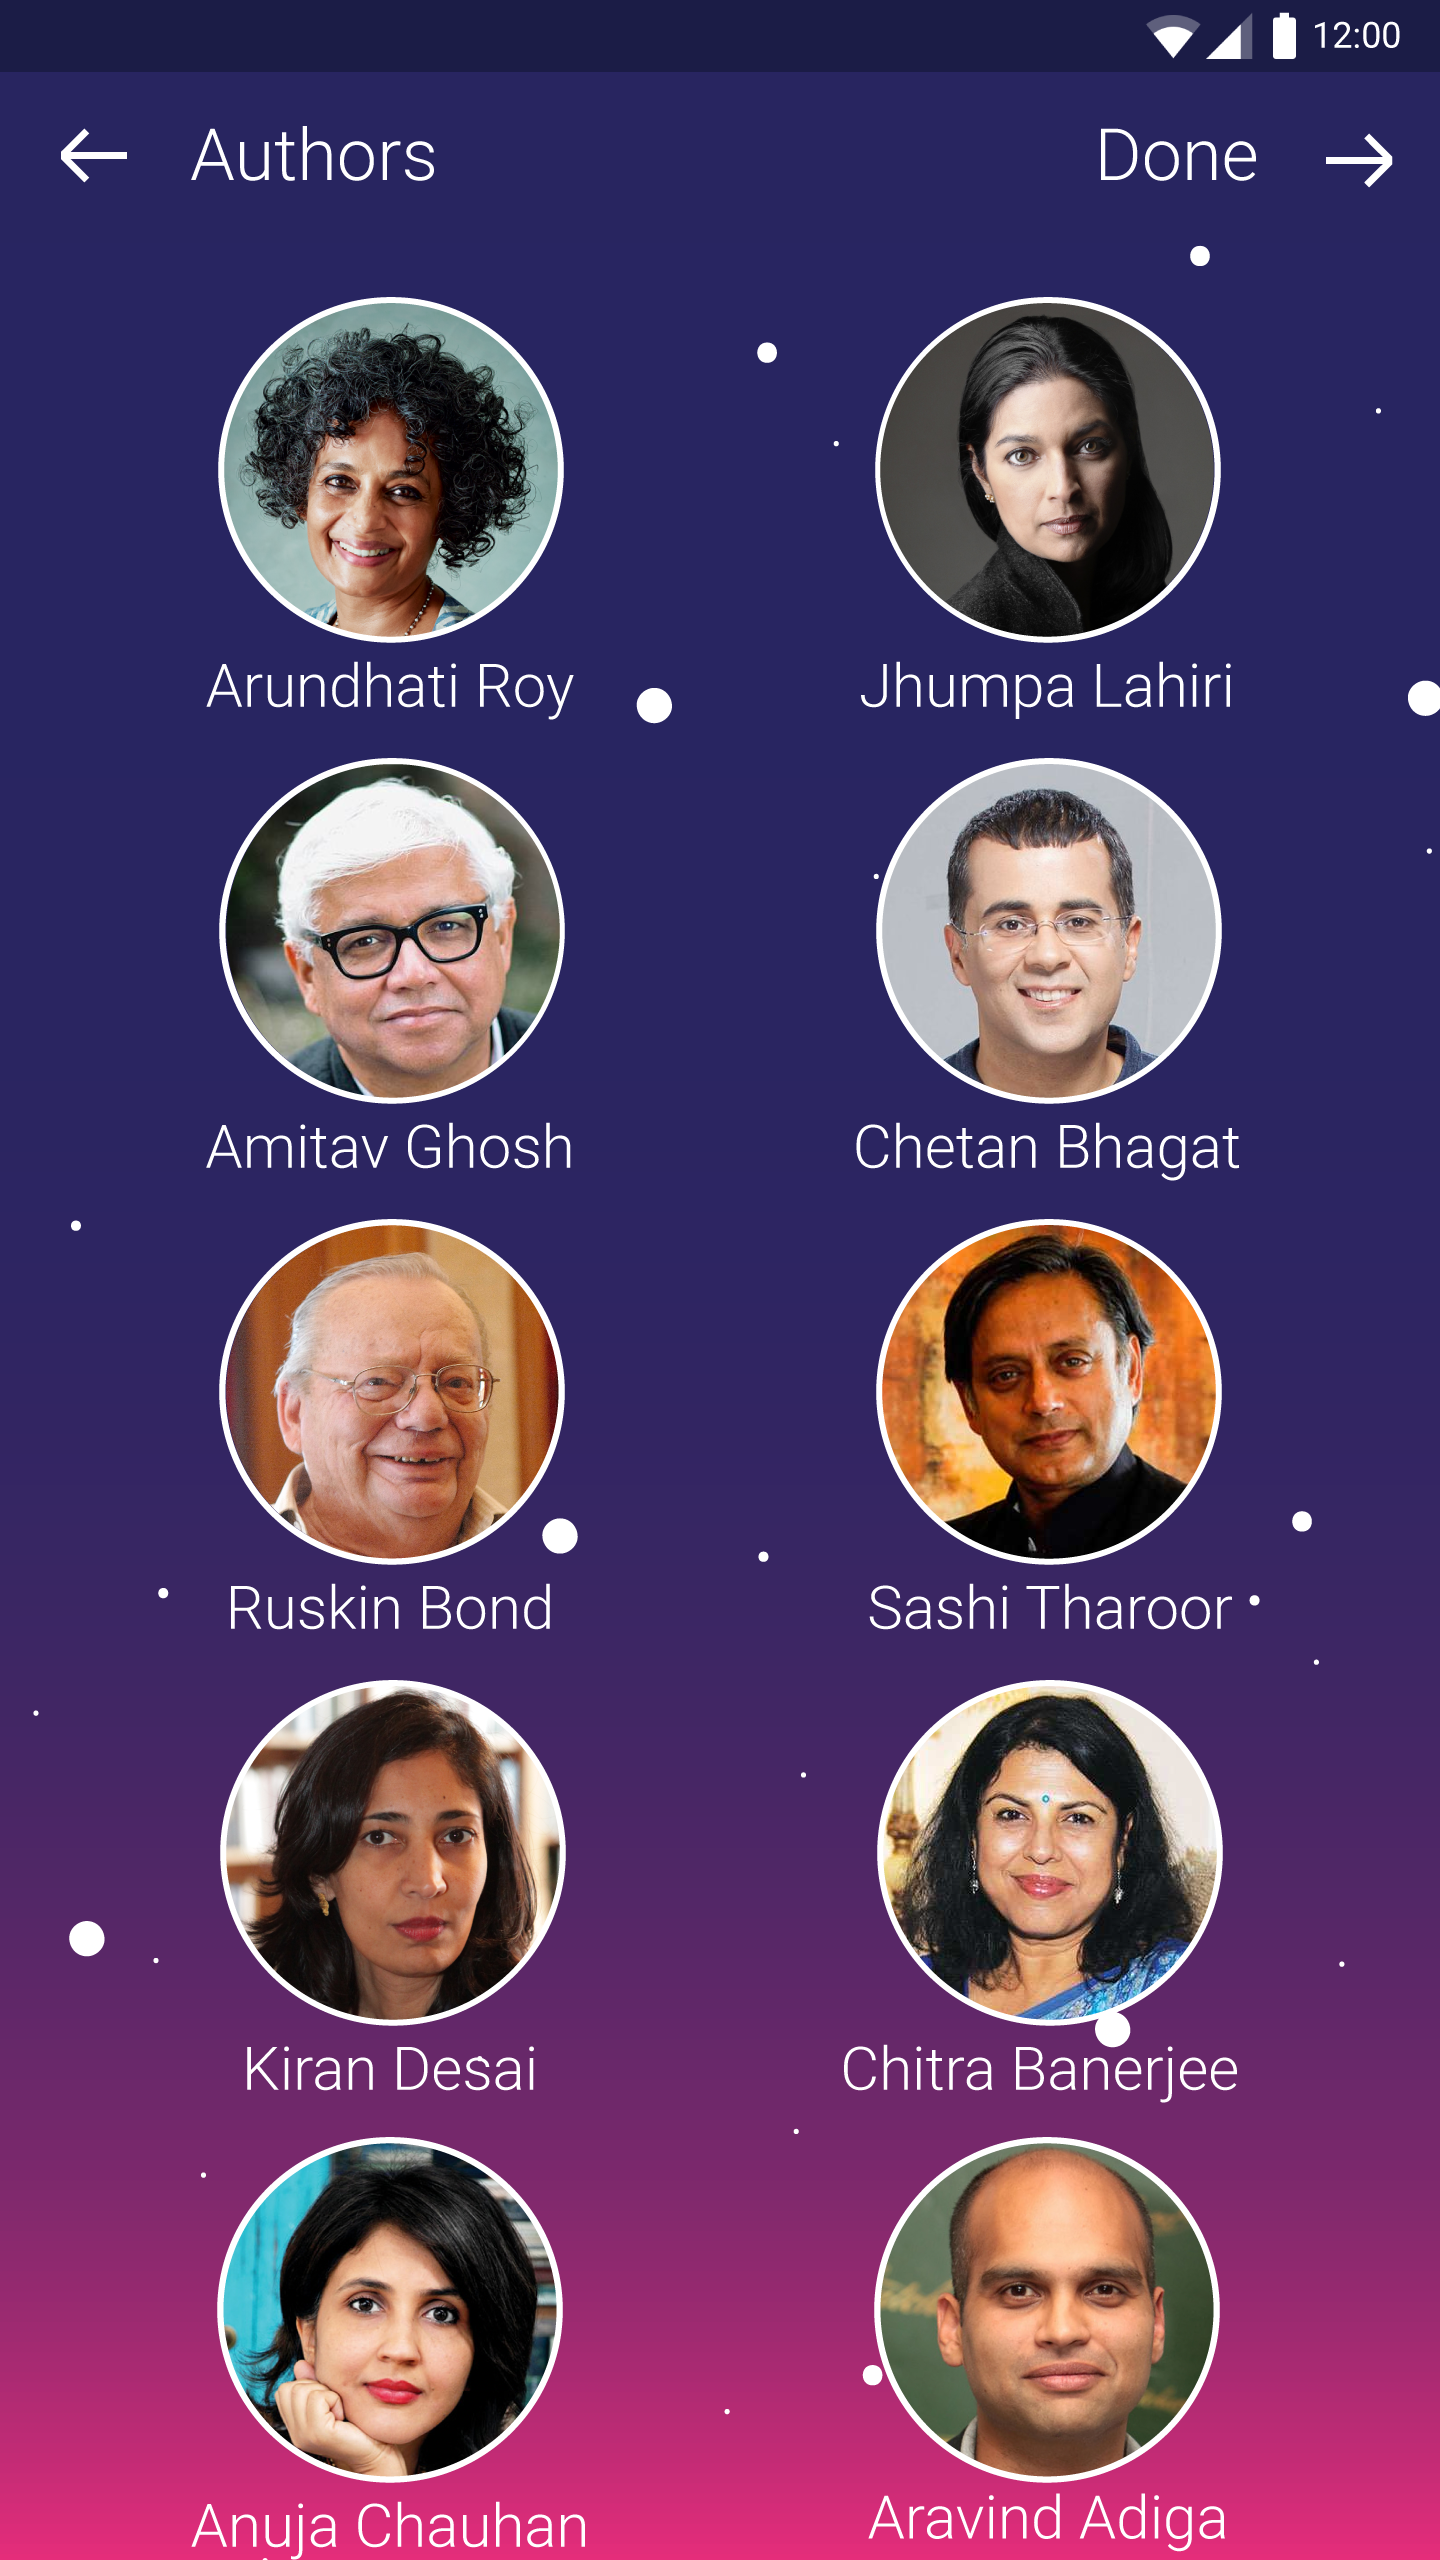 12:00
Authors
Done
Arundhati Roy
Jhumpa Lahiri
Amitav Ghosh
Chetan Bhagat
Ruskin Bond
Sashi Tharoor
Kiran Desai
Chitra Banerjee
Anuja Chauhan
Aravind Adiga